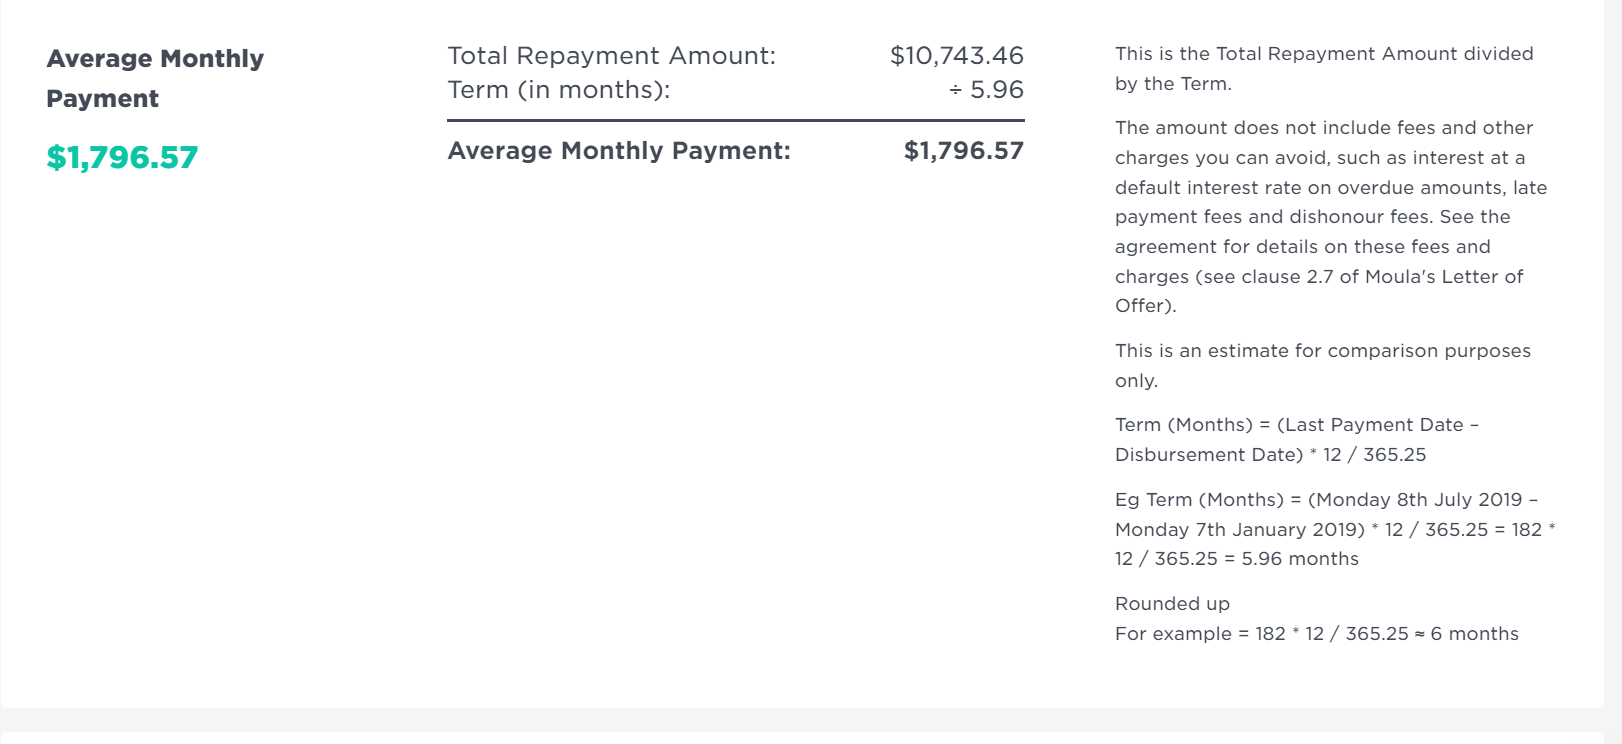 Average Monthly
Payment
$1,796.57
Total Repayment Amount: $10,743.46
Term (in months): ÷ 5.96
Average Monthly Payment: $1,796.57
This is the Total Repayment Amount divided
by the Term.
The amount does not include fees and other
charges you can avoid, such as interest at a
default interest rate on overdue amounts, late
payment fees and dishonour fees. See the
agreement for details on these fees and
charges (see clause 2.7 of Moula's Letter of
Offer).
This is an estimate for comparison purposes
only.
Term (Months) = (Last Payment Date –
Disbursement Date) * 12 / 365.25
Eg Term (Months) = (Monday 8th July 2019 –
Monday 7th January 2019) * 12 / 365.25 = 182 *
12 / 365.25 = 5.96 months
Rounded up
For example = 182 * 12 / 365.25 ≈ 6 months